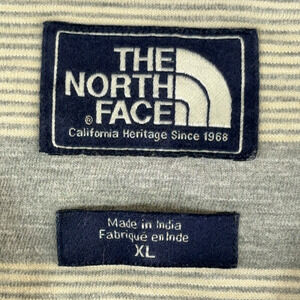 THE
NORTH
FACE
®
California Heritage Since 1968
Made in India
Fabriqué en Inde
XL